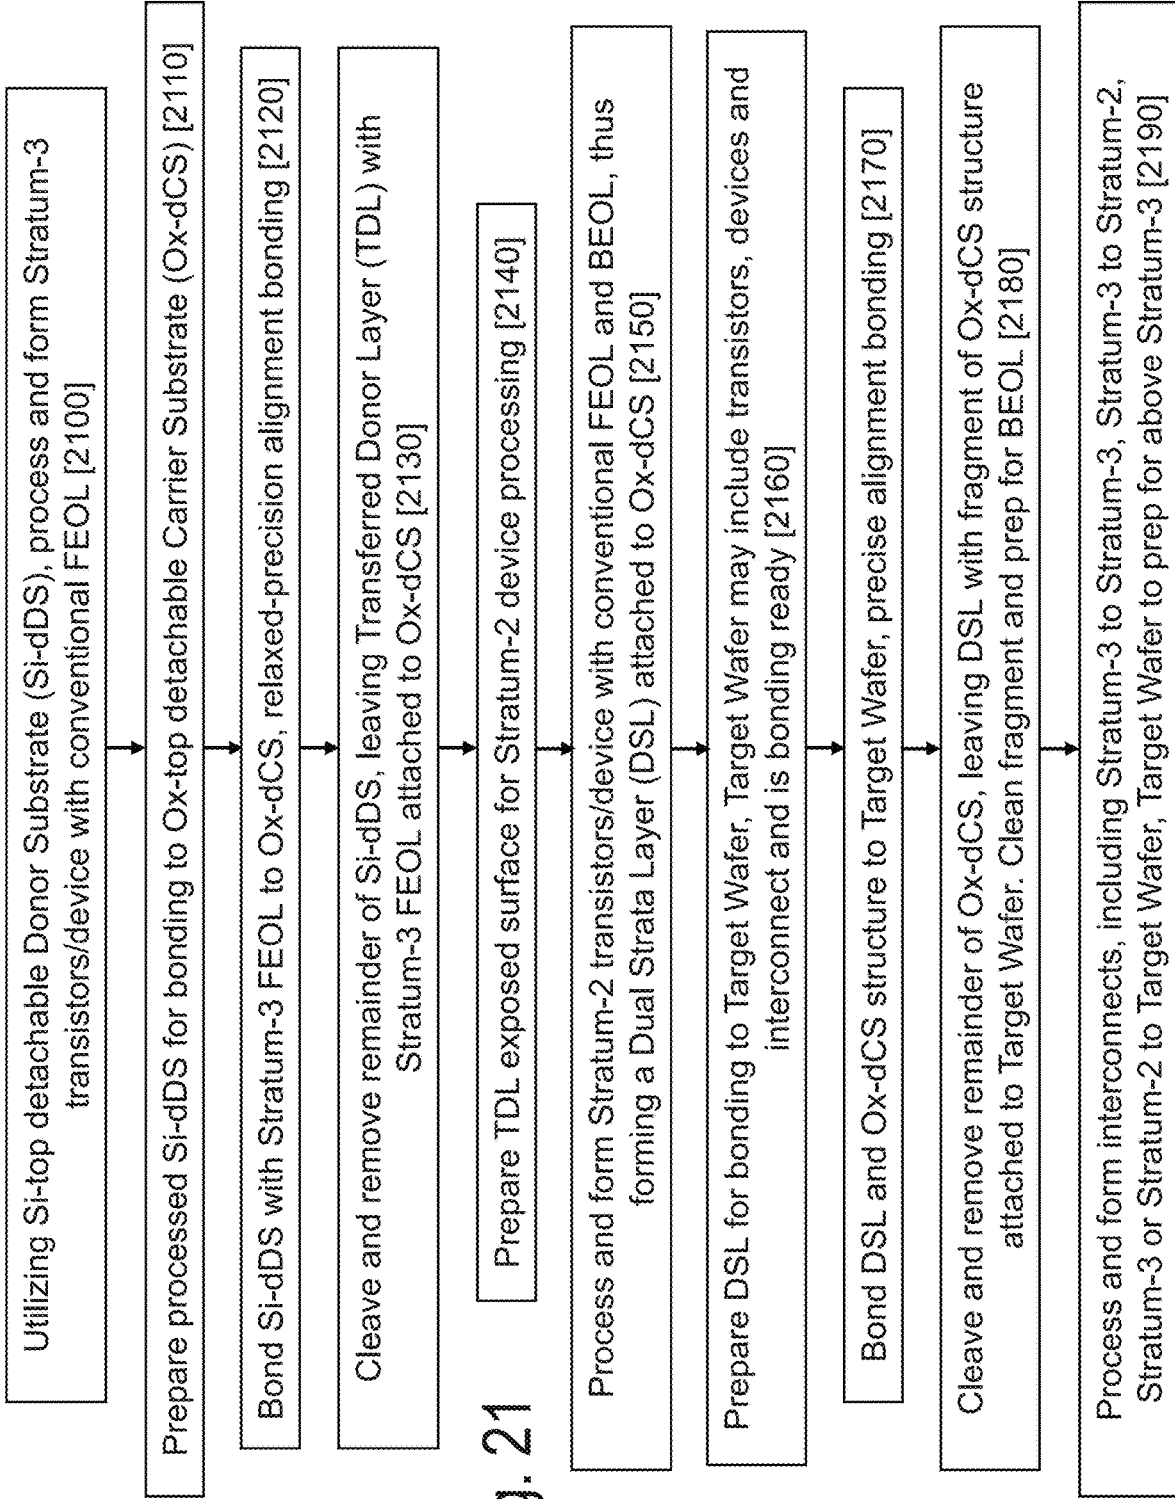 Utilizing Si-top detachable Donor Substrate (Si-dDS), process and form Stratum-3
transistors/device with conventional FEOL [2100]
Prepare processed Si-dDS for bonding to Ox-top detachable Carrier Substrate (Ox-dCS) [2110]
Bond Si-dDS with Stratum-3 FEOL to Ox-dCS, relaxed-precision alignment bonding [2120]
Cleave and remove remainder of Si-dDS, leaving Transferred Donor Layer (TDL) with
Stratum-3 FEOL attached to Ox-dCS [2130]
Prepare TDL exposed surface for Stratum-2 device processing [2140]
Process and form Stratum-2 transistors/device with conventional FEOL and BEOL, thus
forming a Dual Strata Layer (DSL) attached to Ox-dCS [2150]
Prepare DSL for bonding to Target Wafer, Target Wafer may include transistors, devices and
interconnect and is bonding ready [2160]
Bond DSL and Ox-dCS structure to Target Wafer, precise alignment bonding [2170]
Cleave and remove remainder of Ox-dCS, leaving DSL with fragment of Ox-dCS structure
attached to Target Wafer. Clean fragment and prep for BEOL [2180]
Process and form interconnects, including Stratum-3 to Stratum-3, Stratum-3 to Stratum-2,
Stratum-3 or Stratum-2 to Target Wafer, Target Wafer to prep for above Stratum-3 [2190]
g. 21